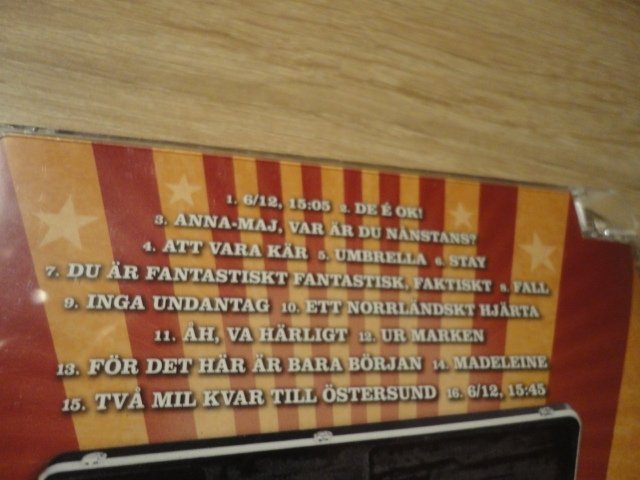 1. 6/12, 15:05 2. DE É OK!
3. ANNA-MAJ, VAR ÄR DU NÅNSTANS?
4. ATT VARA KÄR 5. UMBRELLA 6. STAY
7. DU ÄR FANTASTISKT FANTASTISK, FAKTISKT 8. FALL
9. INGA UNDANTAG 10. ETT NORRLÄNDSKT HJÄRTA
11. ÅH, VA HÄRLIGT 12. UR MARKEN
13. FÖR DET HÄR ÄR BARA BÖRJAN 14. MADELEINE
15. TVÅ MIL KVAR TILL ÖSTERSUND 16. 6/12, 15:45